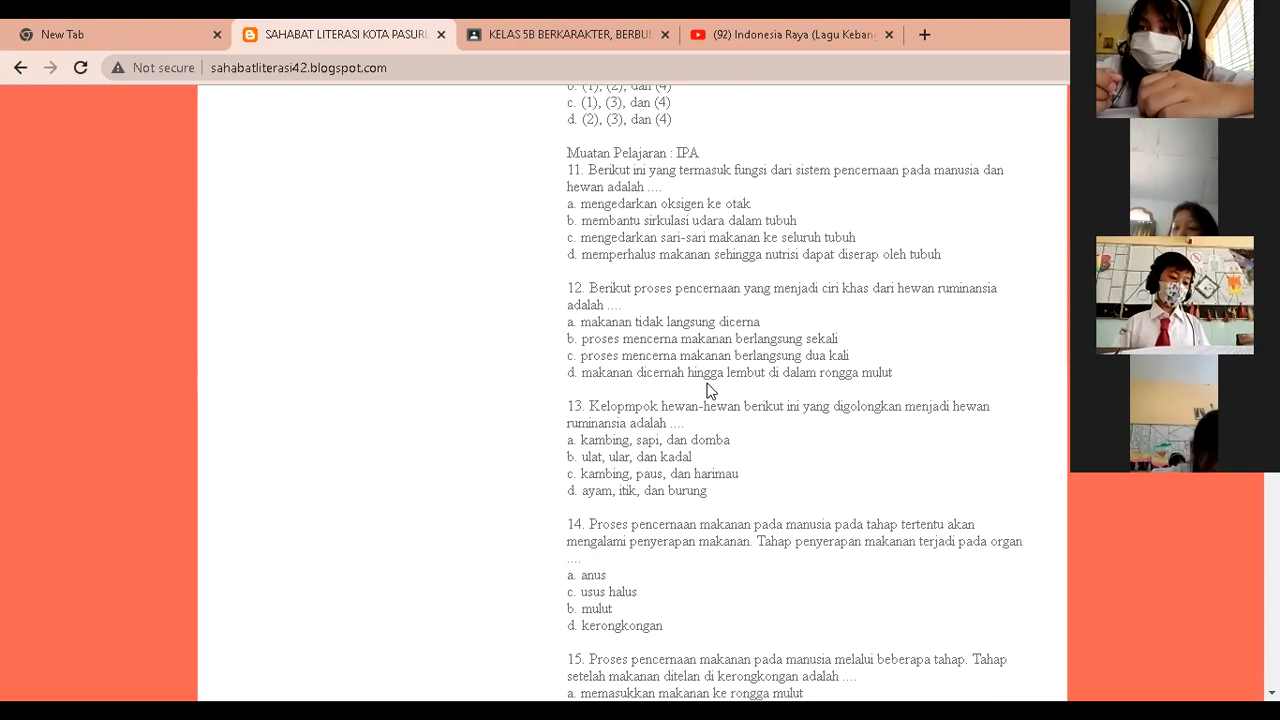 New Tab
SAHABAT LITERASI KOTA PASURU
KELAS 5B BERKARAKTER, BERBUL
(92) Indonesia Raya (Lagu Kebang
Not secure
sahabatliterasi42.blogspot.com
b. (1), (2), dan (4)
c. (1), (3), dan (4)
d. (2), (3), dan (4)
Muatan Pelajaran : IPA
11. Berikut ini yang termasuk fungsi dari sistem pencernaan pada manusia dan
hewan adalah ....
a. mengedarkan oksigen ke otak
b. membantu sirkulasi udara dalam tubuh
c. mengedarkan sari-sari makanan ke seluruh tubuh
d. memperhalus makanan sehingga nutrisi dapat diserap oleh tubuh
12. Berikut proses pencernaan yang menjadi ciri khas dari hewan ruminansia
adalah ....
a. makanan tidak langsung dicerna
b. proses mencerna makanan berlangsung sekali
c. proses mencerna makanan berlangsung dua kali
d. makanan dicernah hingga lembut di dalam rongga mulut
13. Kelopmpok hewan-hewan berikut ini yang digolongkan menjadi hewan
ruminansia adalah ....
a. kambing, sapi, dan domba
b. ulat, ular, dan kadal
c. kambing, paus, dan harimau
d. ayam, itik, dan burung
14. Proses pencernaan makanan pada manusia pada tahap tertentu akan
mengalami penyerapan makanan. Tahap penyerapan makanan terjadi pada organ
....
a. anus
c. usus halus
b. mulut
d. kerongkongan
15. Proses pencernaan makanan pada manusia melalui beberapa tahap. Tahap
setelah makanan ditelan di kerongkongan adalah ....
a. memasukkan makanan ke rongga mulut